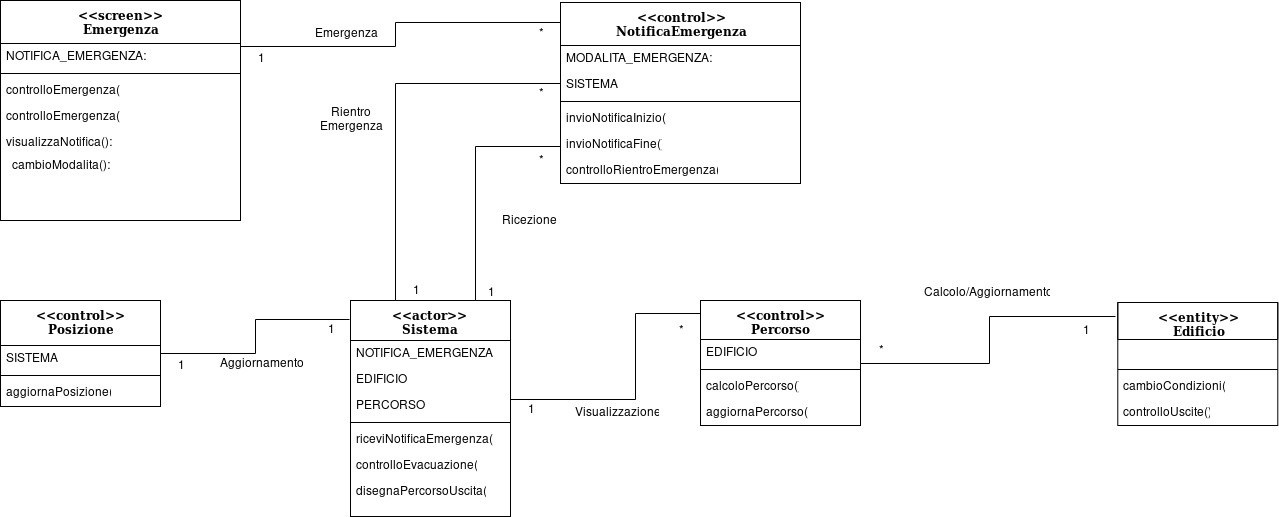 <<screen>>
Emergenza
NOTIFICA_EMERGENZA:
controlloEmergenza(
controlloEmergenza(
visualizzaNotifica():
cambioModalita():
Emergenza
1
*
<<control>>
NotificaEmergenza
MODALITA_EMERGENZA:
SISTEMA
invioNotificaInizio(
invioNotificaFine(
controlloRientroEmergenza(
Rientro
Emergenza
*
1
Ricezione
*
1
<<control>>
Posizione
SISTEMA
aggiornaPosizione(
1
Aggiornamento
1
<<actor>>
Sistema
NOTIFICA_EMERGENZA
EDIFICIO
PERCORSO
riceviNotificaEmergenza(
controlloEvacuazione(
disegnaPercorsoUscita(
1
Visualizzazione
*
<<control>>
Percorso
EDIFICIO
calcoloPercorso(
aggiornaPercorso(
*
Calcolo/Aggiornamento
1
<<entity>>
Edificio
cambioCondizioni(
controlloUscite()